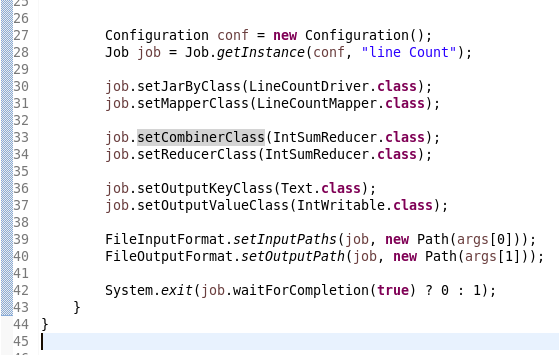 25
26
27 Configuration conf = new Configuration();
28 Job job = Job.getInstance(conf, "line Count");
29
30 job.setJarByClass(LineCountDriver.class);
31 job.setMapperClass(LineCountMapper.class);
32
33 job.setCombinerClass(IntSumReducer.class);
34 job.setReducerClass(IntSumReducer.class);
35
36 job.setOutputKeyClass(Text.class);
37 job.setOutputValueClass(IntWritable.class);
38
39 FileInputFormat.setInputPaths(job, new Path(args[0]));
40 FileOutputFormat.setOutputPath(job, new Path(args[1]));
41
42 System.exit(job.waitForCompletion(true) ? 0 : 1);
43 }
44 }
45